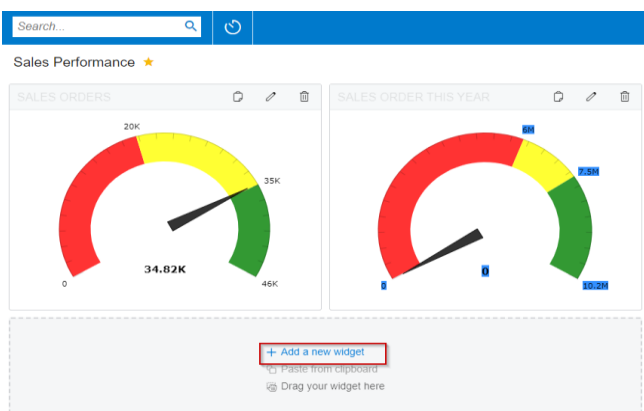 Search...
Sales Performance
SALES ORDERS
SALES ORDER THIS YEAR
20K
35K
34.82K
0
46K
6M
7.5M
0
0
10.2M
Add a new widget
Paste from clipboard
Drag your widget here